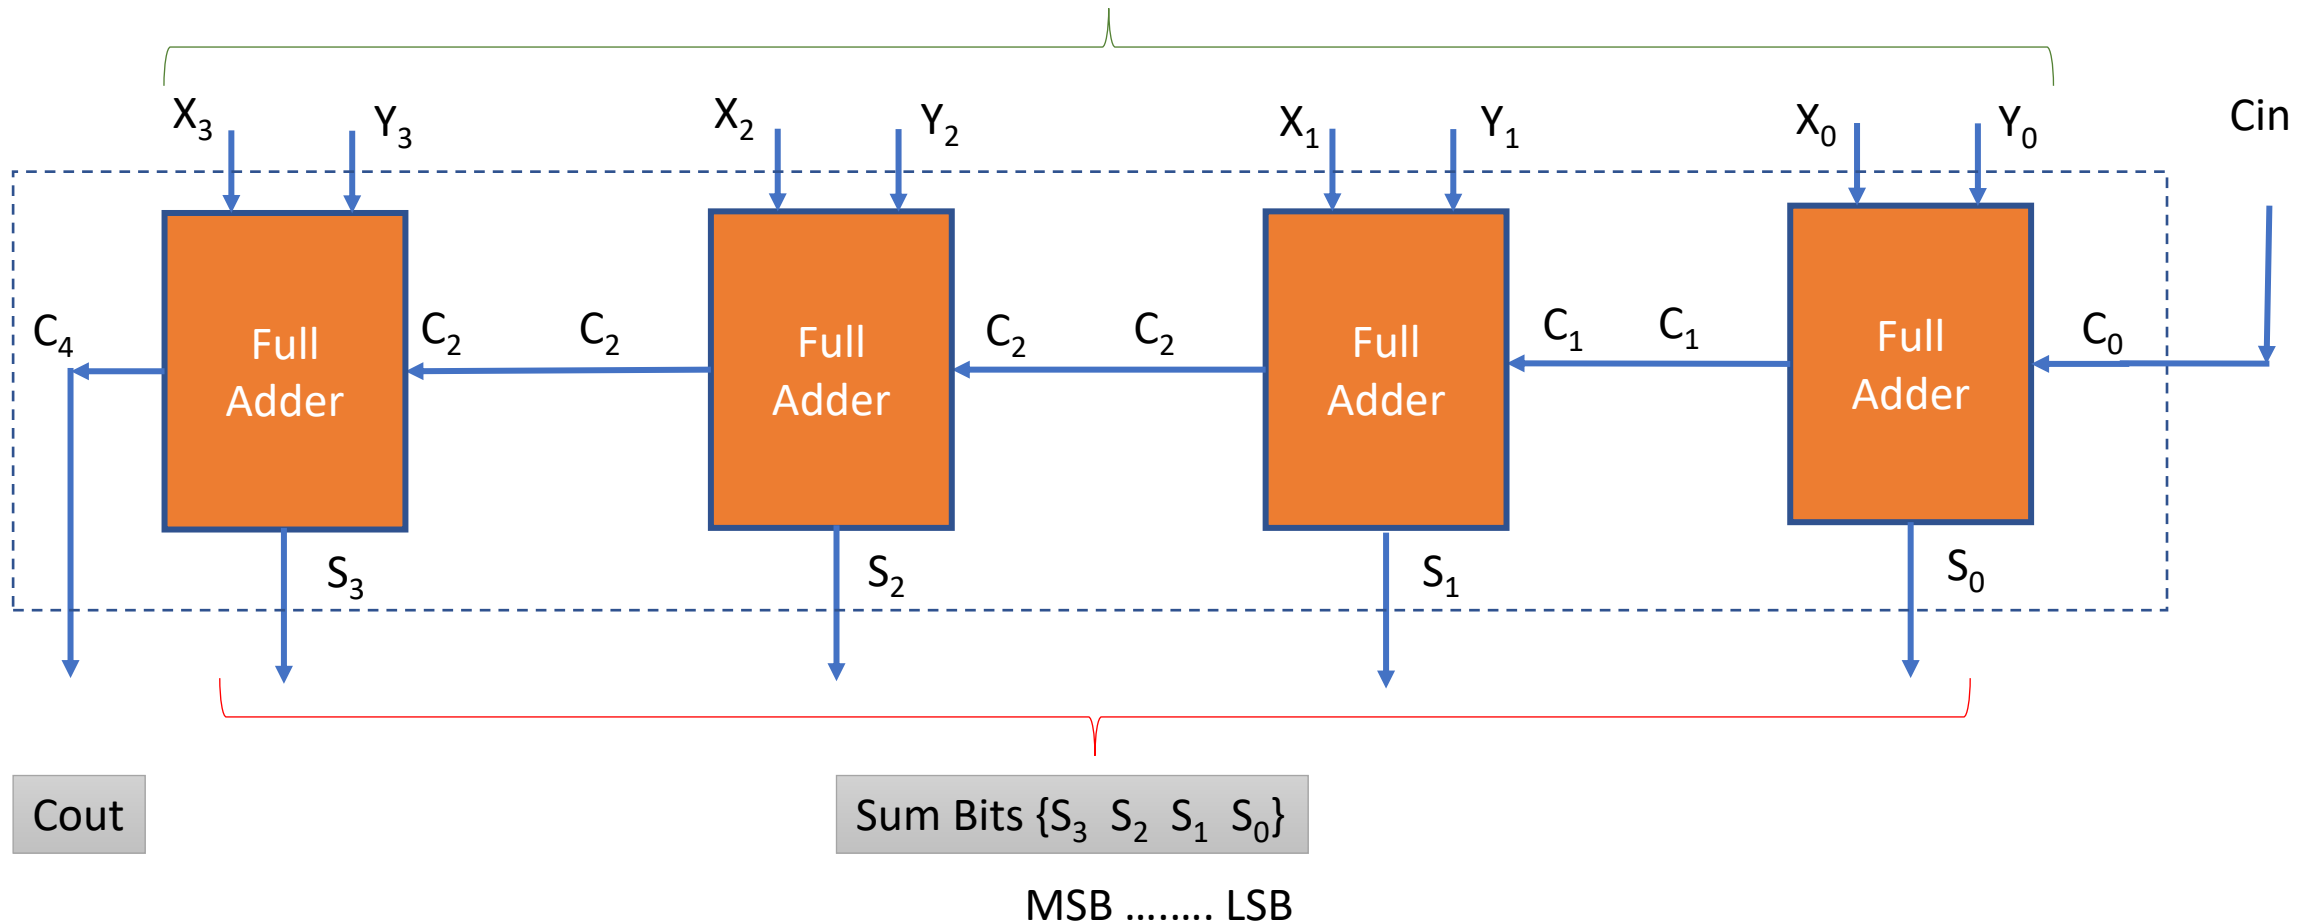 X₃ Y₃ X₂ Y₂ X₁ Y₁ X₀ Y₀ Cin
C₄ C₂ C₂ C₂ C₂ C₁ C₁ C₀
Full Adder
Full Adder
Full Adder
Full Adder
S₃ S₂ S₁ S₀
Cout
Sum Bits {S₃ S₂ S₁ S₀}
MSB ........ LSB